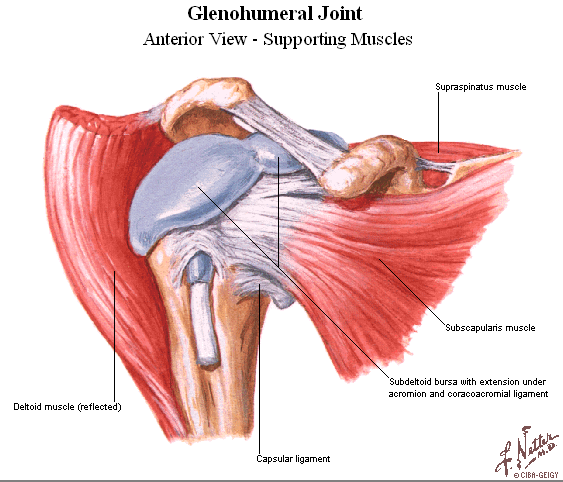 Glenohumeral Joint
Anterior View - Supporting Muscles
Supraspinatus muscle
Subscapularis muscle
Subdeltoid bursa with extension under
acromion and coracoacromial ligament
Deltoid muscle (reflected)
Capsular ligament
F. Netter
M.D.
© CIBA-GEIGY